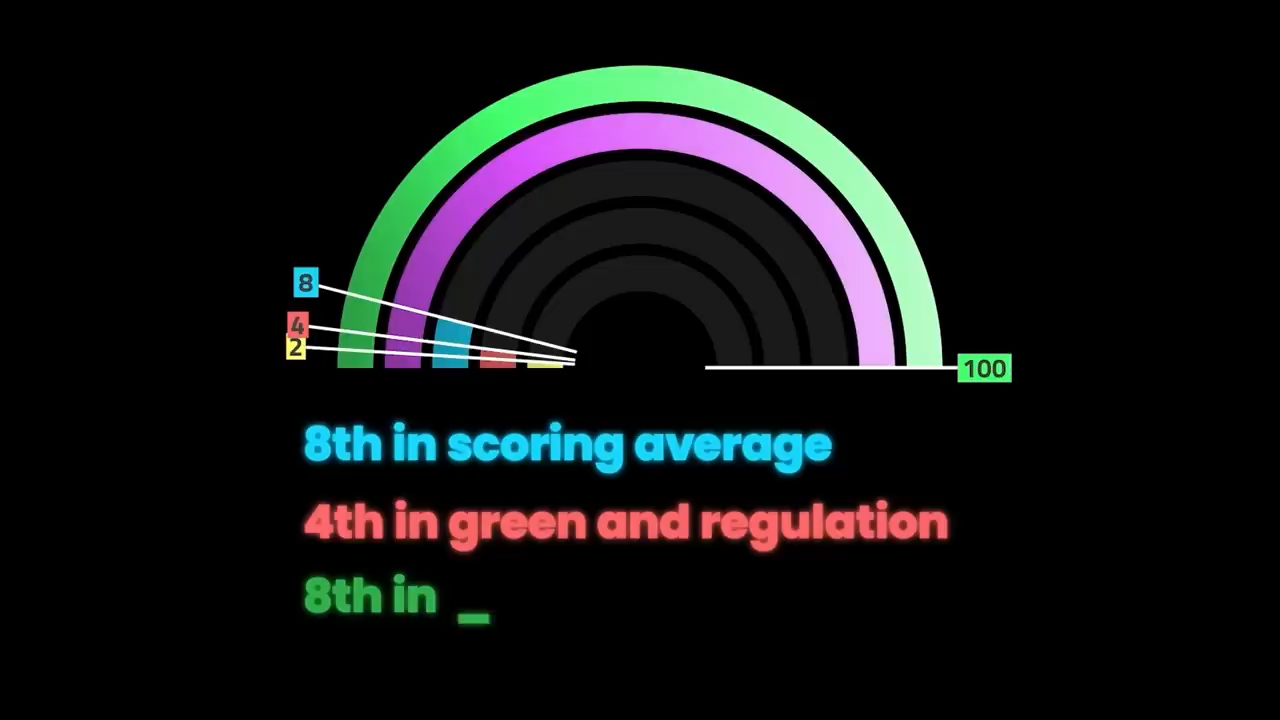 8
4
2
100
8th in scoring average
4th in green and regulation
8th in _